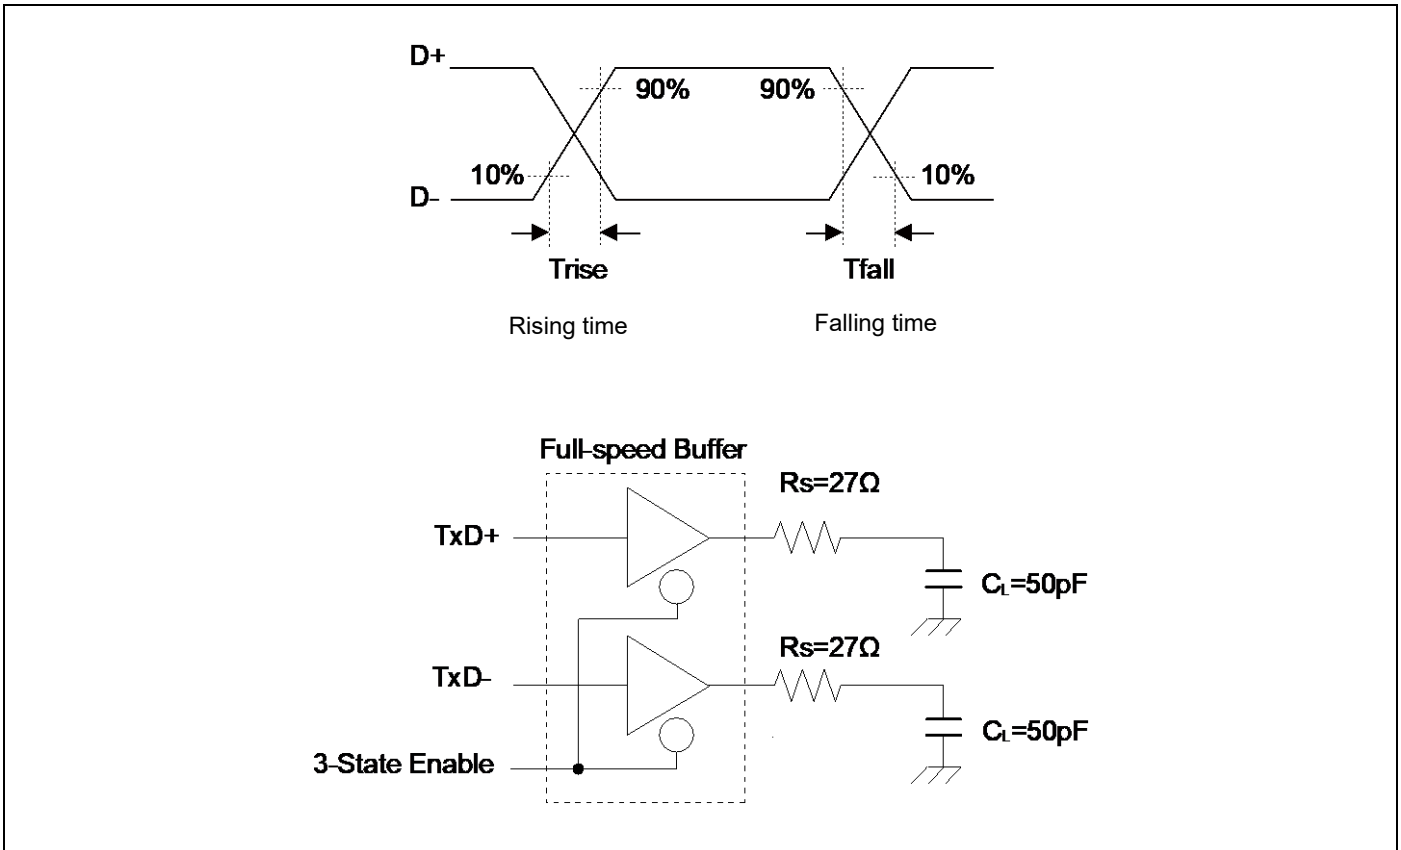 D+
90%
90%
10%
10%
D-
Trise
Tfall
Rising time
Falling time
Full-speed Buffer
Rs=27Ω
TxD+
CL=50pF
Rs=27Ω
TxD-
CL=50pF
3-State Enable